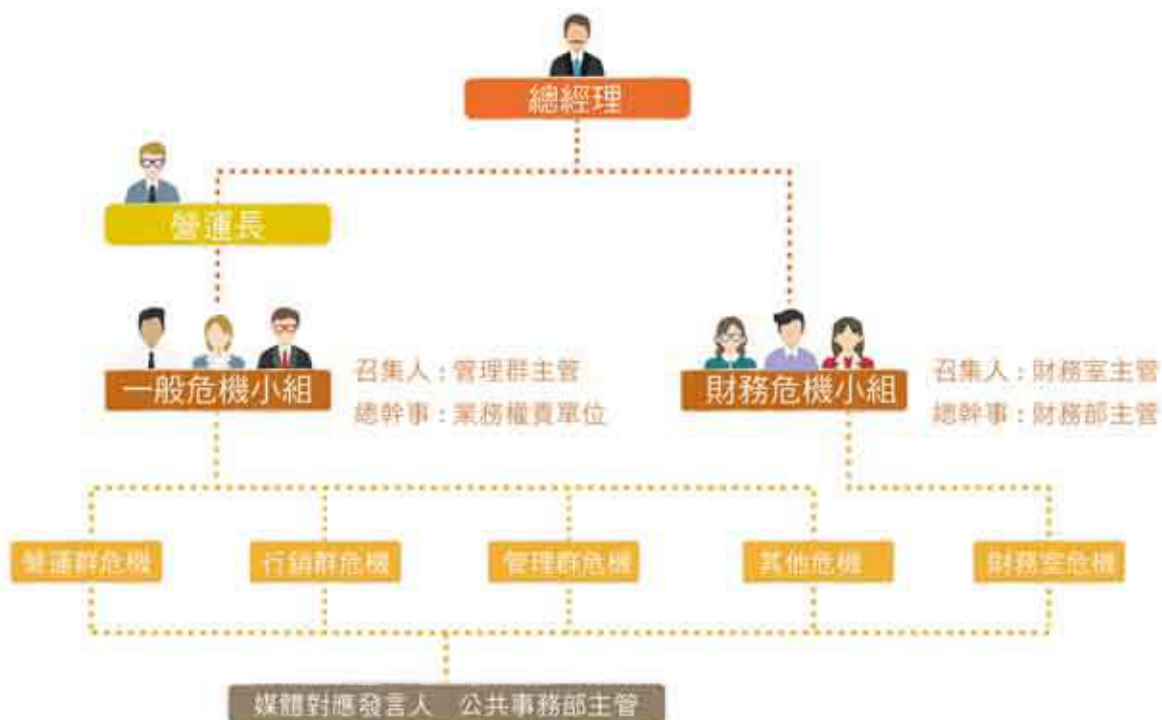 總經理
營運長
一般危機小組
召集人：管理群主管
總幹事：業務權責單位
財務危機小組
召集人：財務室主管
總幹事：財務部主管
營運群危機
行銷群危機
管理群危機
其他危機
財務室危機
媒體對應發言人　公共事務部主管